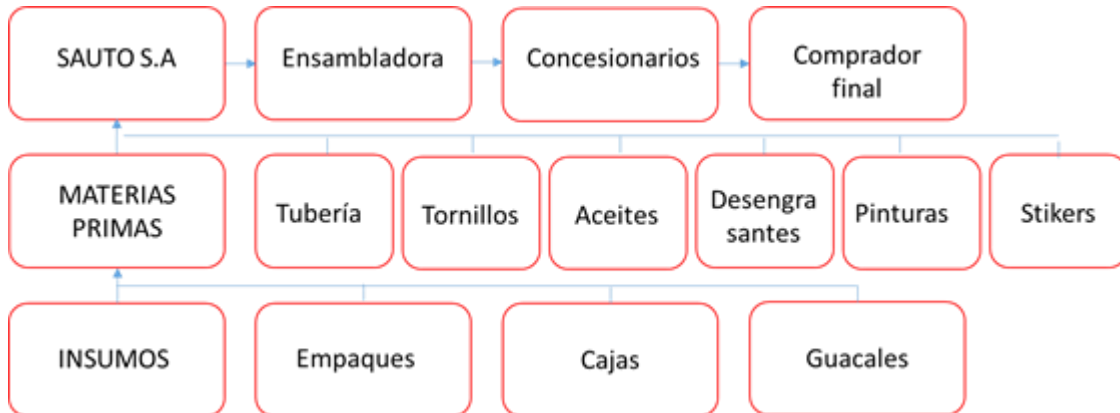 SAUTO S.A
Ensambladora
Concesionarios
Comprador
final
MATERIAS
PRIMAS
Tubería
Tornillos
Aceites
Desengra
santes
Pinturas
Stikers
INSUMOS
Empaques
Cajas
Guacales